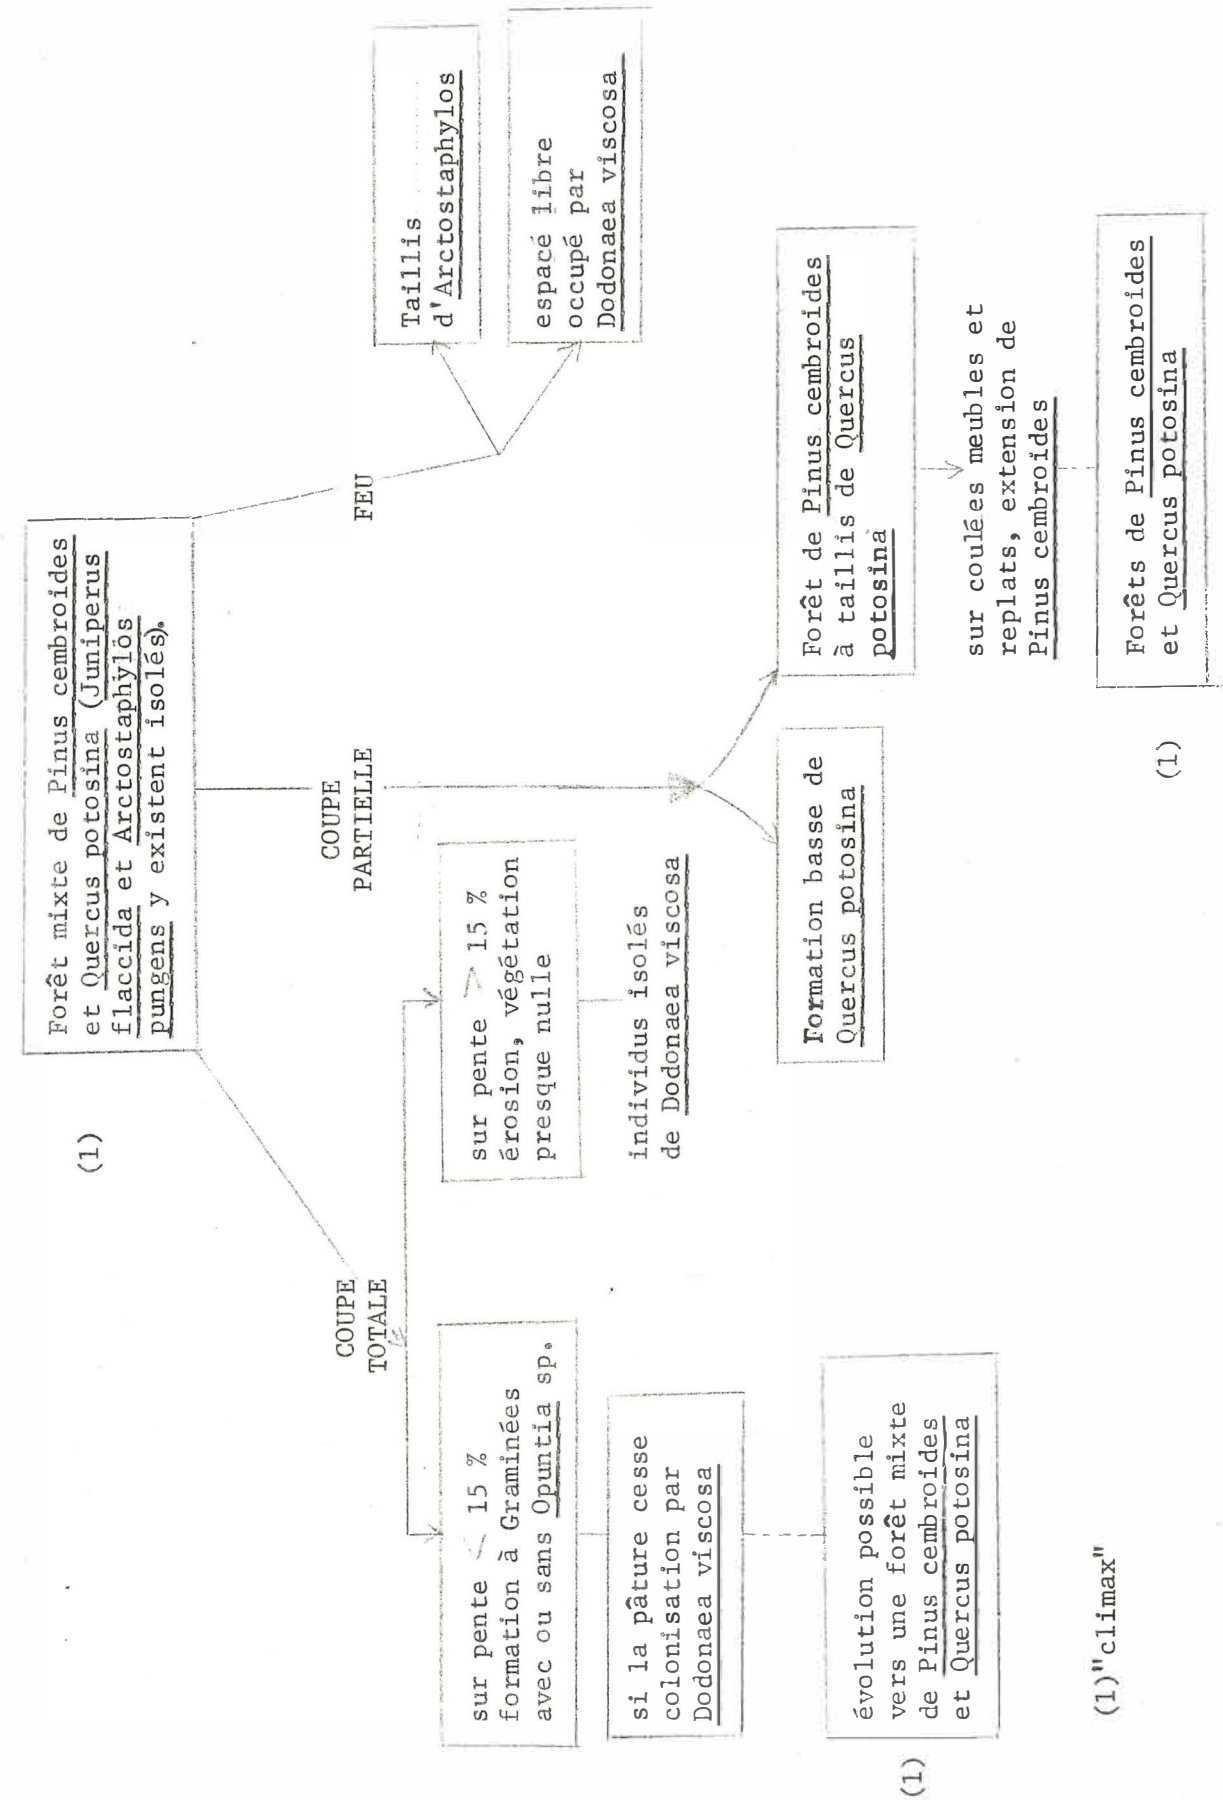 (1)
Forêt mixte de Pinus cembroides
et Quercus potosina (Juniperus
flaccida et Arctostaphylos
pungens y existent isolés).
COUPE
TOTALE
COUPE
PARTIELLE
FEU
sur pente < 15 %
formation à Graminées
avec ou sans Opuntia sp.
si la pâture cesse
colonisation par
Dodonaea viscosa
(1)
évolution possible
vers une forêt mixte
de Pinus cembroides
et Quercus potosina
sur pente > 15 %
érosion, végétation
presque nulle
individus isolés
de Dodonaea viscosa
Formation basse de
Quercus potosina
Forêt de Pinus cembroides
à taillis de Quercus
potosina
sur coulées meubles et
replats, extension de
Pinus cembroides
(1)
Forêts de Pinus cembroides
et Quercus potosina
Taillis
d'Arctostaphylos
espacé libre
occupé par
Dodonaea viscosa
(1)"climax"